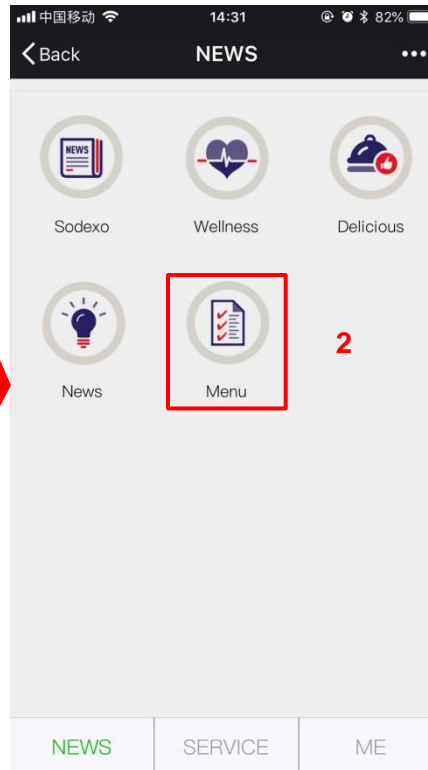 中国移动 14:31 82%
Back NEWS
NEWS
Sodexo Wellness Delicious
2
News Menu
NEWS SERVICE ME